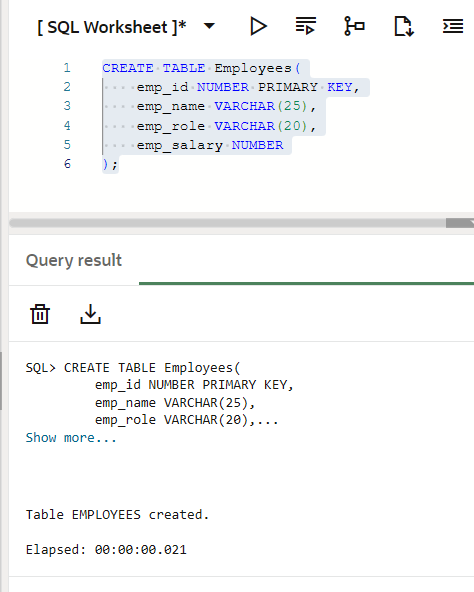 [ SQL Worksheet ]*
1 CREATE TABLE Employees(
2 emp_id NUMBER PRIMARY KEY,
3 emp_name VARCHAR(25),
4 emp_role VARCHAR(20),
5 emp_salary NUMBER
6 );
Query result
SQL> CREATE TABLE Employees(
emp_id NUMBER PRIMARY KEY,
emp_name VARCHAR(25),
emp_role VARCHAR(20),...
Show more...
Table EMPLOYEES created.
Elapsed: 00:00:00.021